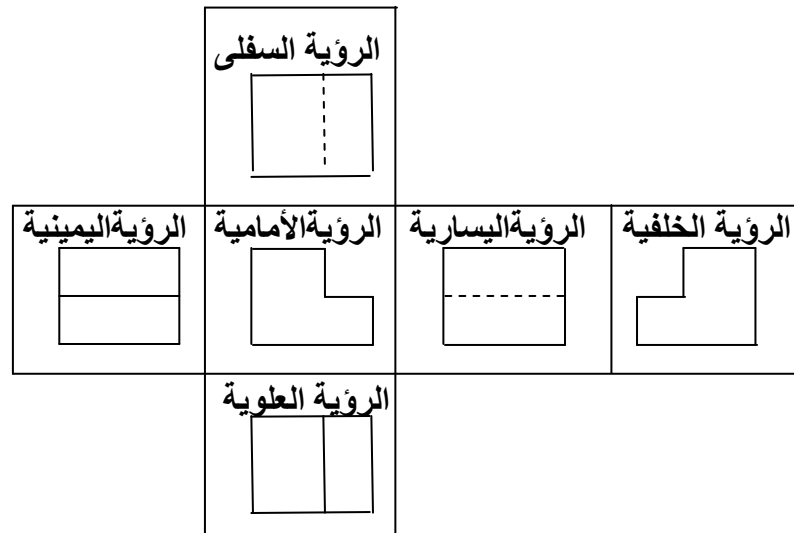 الرؤية السفلى
الرؤيةاليمينية
الرؤيةالأمامية
الرؤيةاليسارية
الرؤية الخلفية
الرؤية العلوية